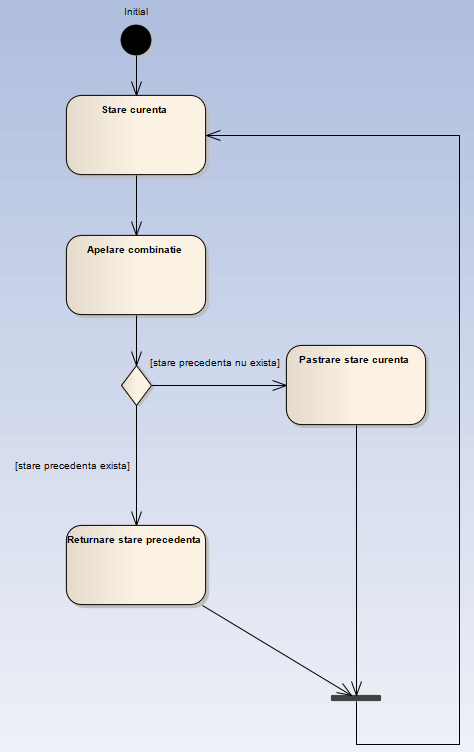 Initial
Stare curenta
Apelare combinatie
[stare precedenta nu exista]
Pastrare stare curenta
[stare precedenta exista]
Returnare stare precedenta